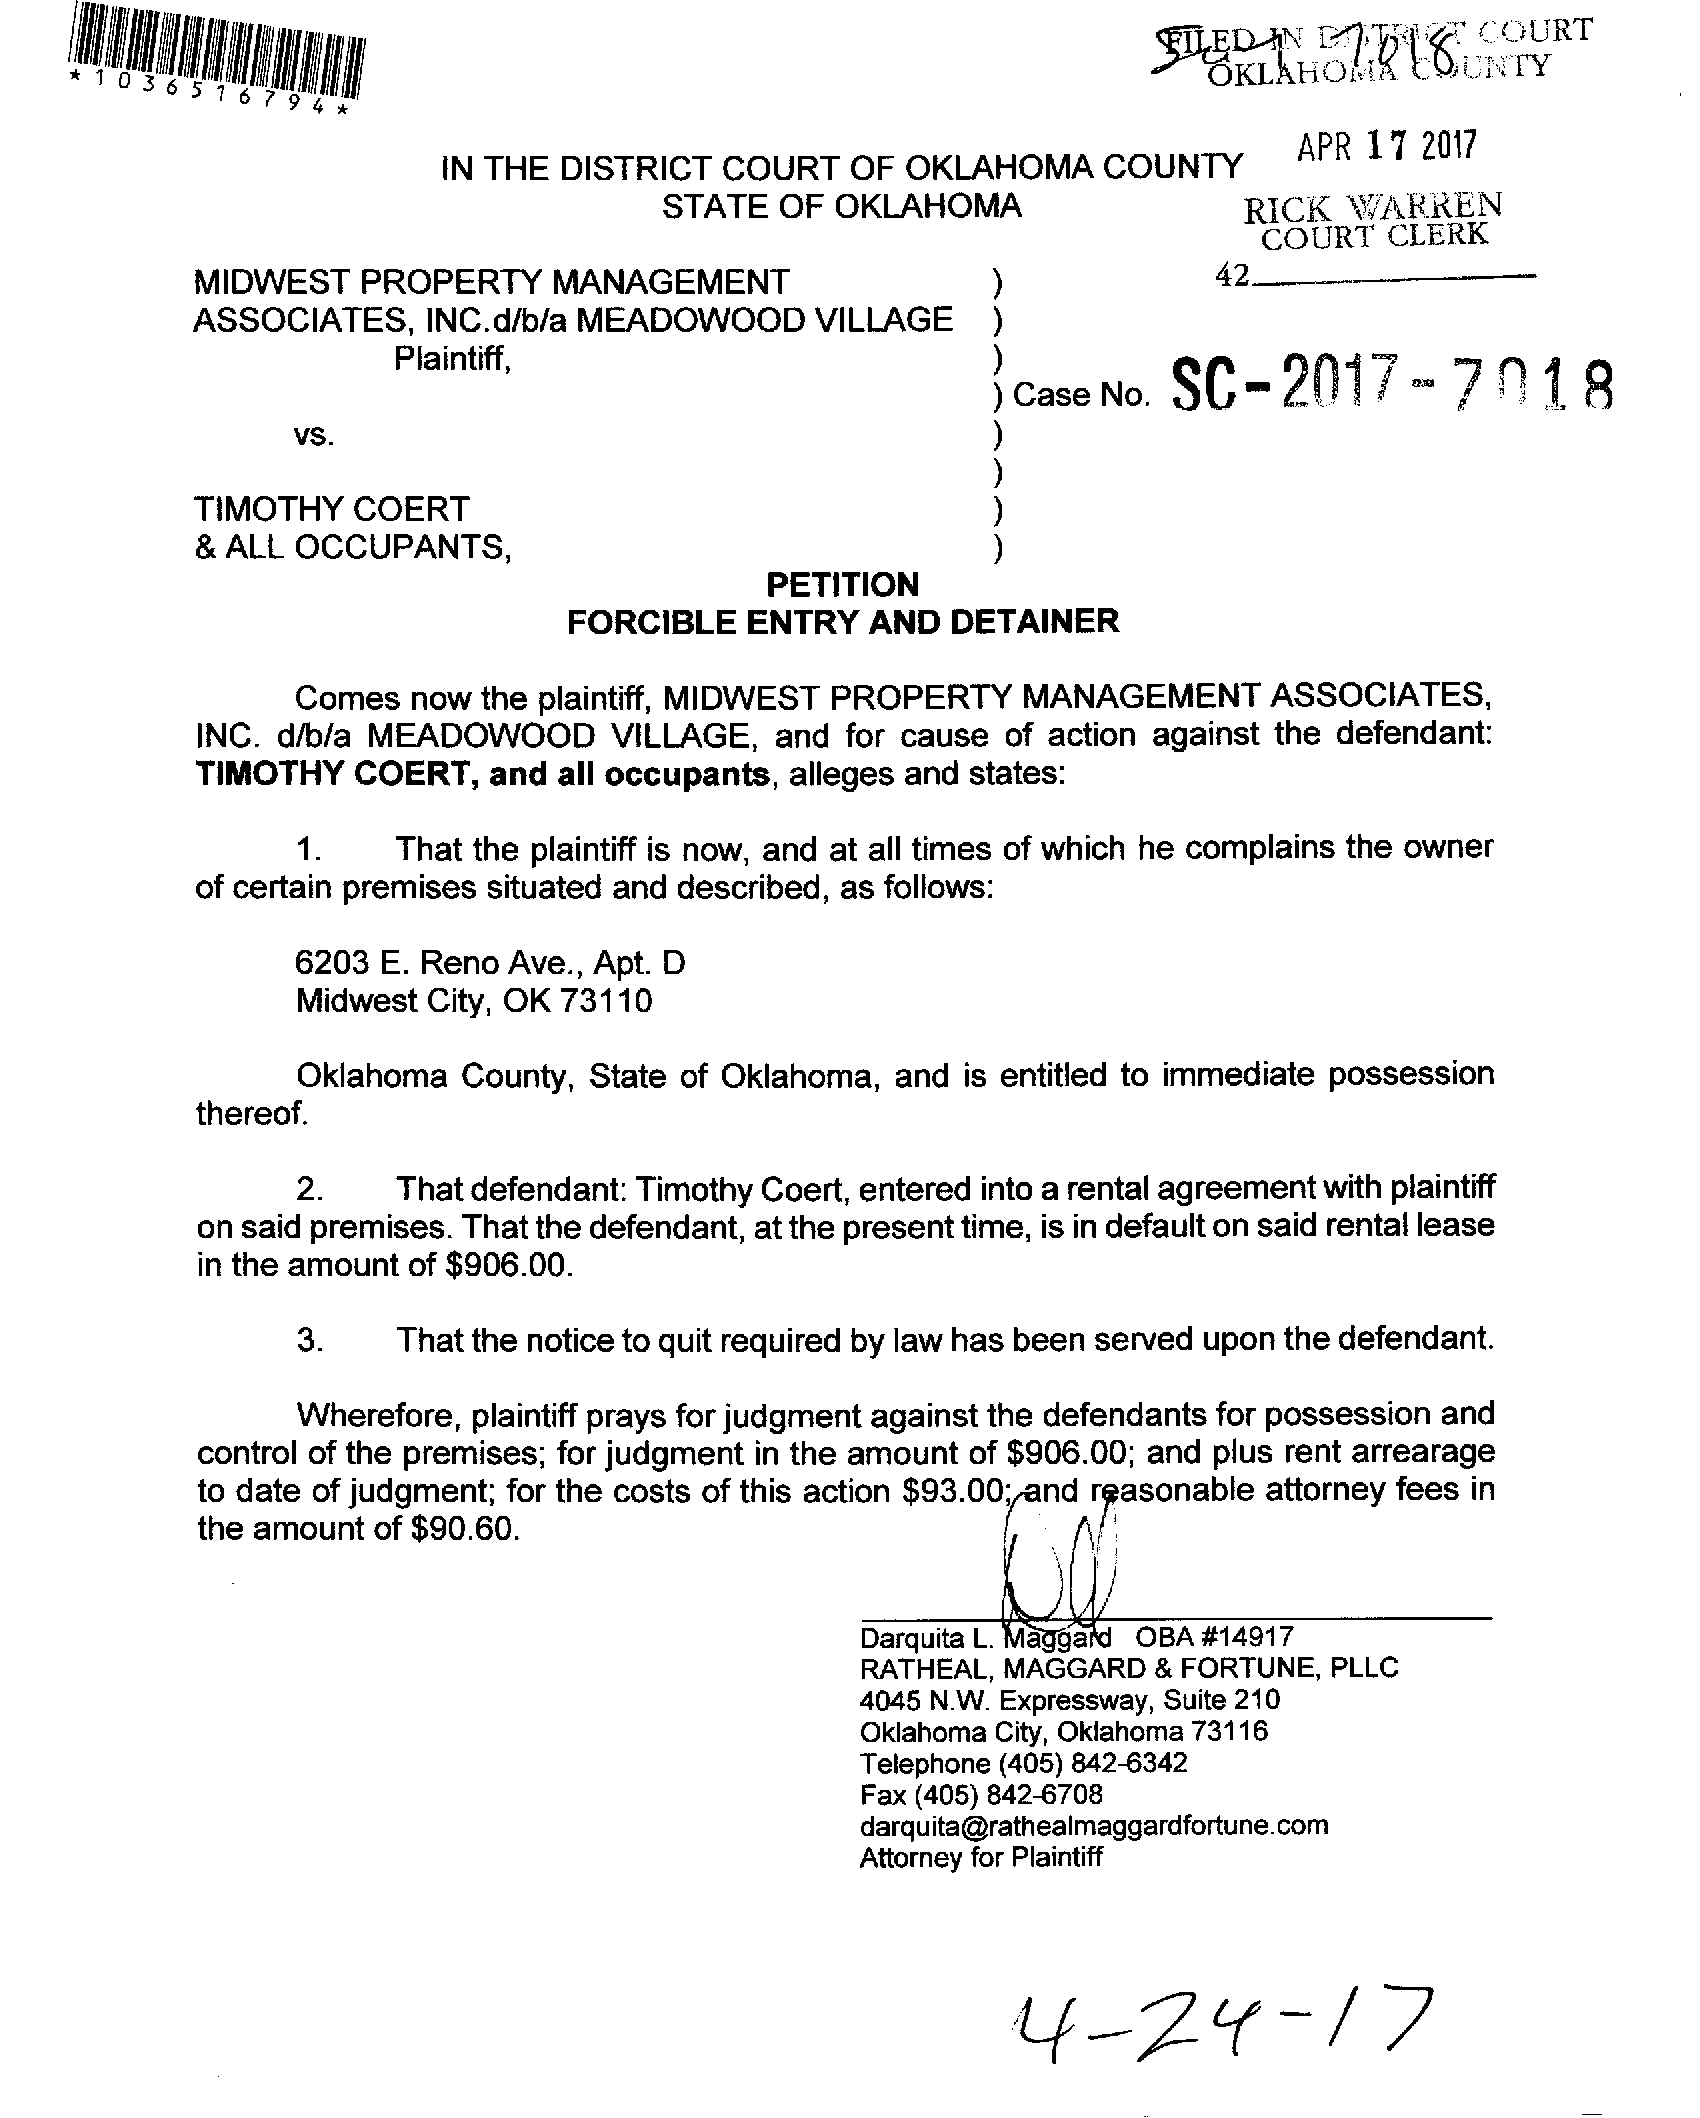 *1036516794*
FILED IN DISTRICT COURT
OKLAHOMA COUNTY
7018
APR 17 2017
IN THE DISTRICT COURT OF OKLAHOMA COUNTY
STATE OF OKLAHOMA
RICK WARREN
COURT CLERK
42
MIDWEST PROPERTY MANAGEMENT )
ASSOCIATES, INC.d/b/a MEADOWOOD VILLAGE )
Plaintiff, )
) Case No. SC-2017-7018
vs. )
)
TIMOTHY COERT )
& ALL OCCUPANTS, )
PETITION
FORCIBLE ENTRY AND DETAINER
Comes now the plaintiff, MIDWEST PROPERTY MANAGEMENT ASSOCIATES,
INC. d/b/a MEADOWOOD VILLAGE, and for cause of action against the defendant:
TIMOTHY COERT, and all occupants, alleges and states:
1. That the plaintiff is now, and at all times of which he complains the owner
of certain premises situated and described, as follows:
6203 E. Reno Ave., Apt. D
Midwest City, OK 73110
Oklahoma County, State of Oklahoma, and is entitled to immediate possession
thereof.
2. That defendant: Timothy Coert, entered into a rental agreement with plaintiff
on said premises. That the defendant, at the present time, is in default on said rental lease
in the amount of $906.00.
3. That the notice to quit required by law has been served upon the defendant.
Wherefore, plaintiff prays for judgment against the defendants for possession and
control of the premises; for judgment in the amount of $906.00; and plus rent arrearage
to date of judgment; for the costs of this action $93.00; and reasonable attorney fees in
the amount of $90.60.
Darquita L. Maggard OBA #14917
RATHEAL, MAGGARD & FORTUNE, PLLC
4045 N.W. Expressway, Suite 210
Oklahoma City, Oklahoma 73116
Telephone (405) 842-6342
Fax (405) 842-6708
darquita@rathealmaggardfortune.com
Attorney for Plaintiff
4-24-17